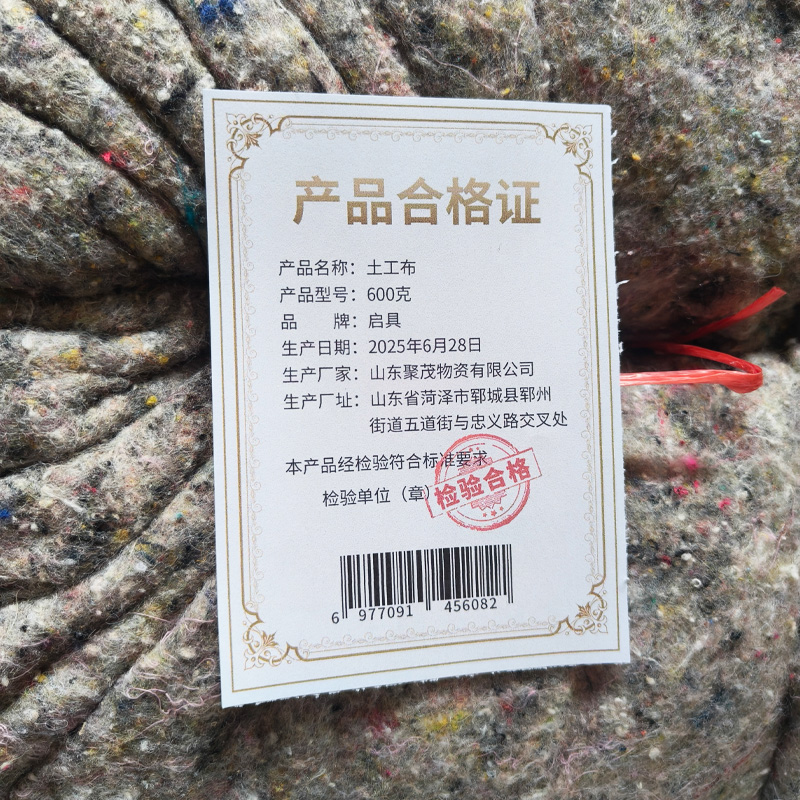 产品合格证
产品名称：土工布
产品型号：600克
品　　牌：启具
生产日期：2025年6月28日
生产厂家：山东聚茂物资有限公司
生产厂址：山东省菏泽市郓城县郓州
街道五道街与忠义路交叉处
本产品经检验符合标准要求
检验单位（章）
检验合格
6 977091 456082